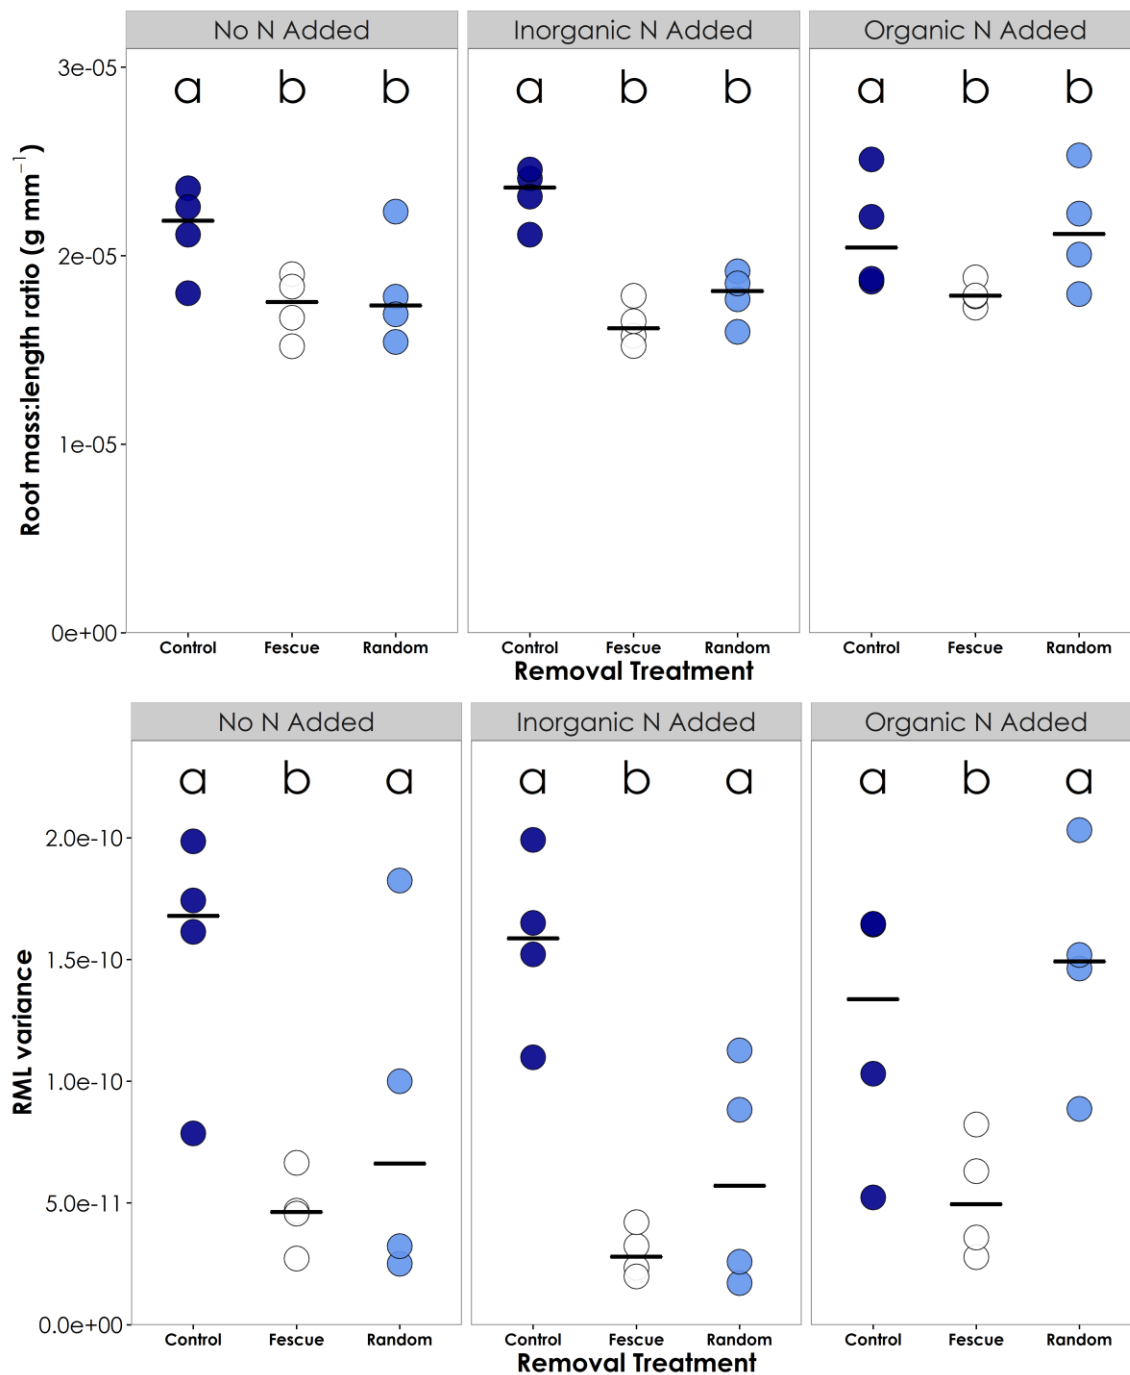 No N Added Inorganic N Added Organic N Added
a b b a b b a b b
Root mass:length ratio (g mm⁻¹)
3e-05
2e-05
1e-05
0e+00
Control Fescue Random Control Fescue Random Control Fescue Random
Removal Treatment
No N Added Inorganic N Added Organic N Added
a b a a b a a b a
RML variance
2.0e-10
1.5e-10
1.0e-10
5.0e-11
0.0e+00
Control Fescue Random Control Fescue Random Control Fescue Random
Removal Treatment